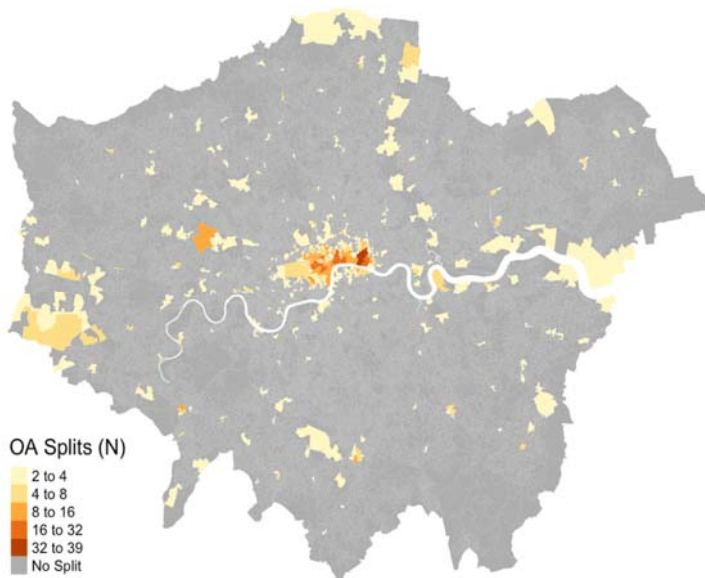 OA Splits (N)
2 to 4
4 to 8
8 to 16
16 to 32
32 to 39
No Split